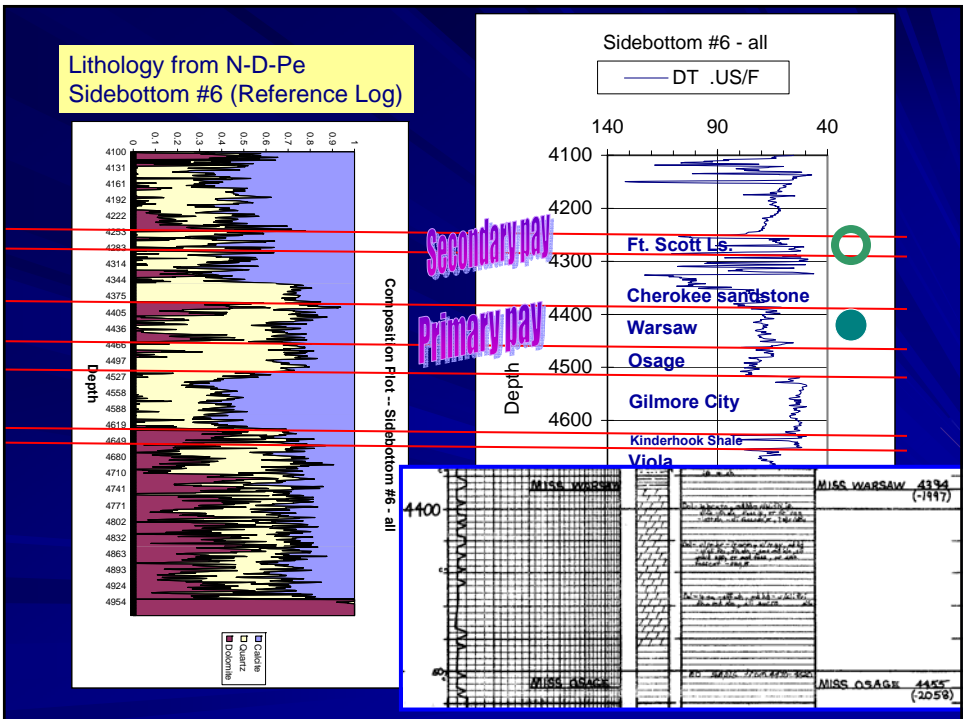 Lithology from N-D-Pe
Sidebottom #6 (Reference Log)
0 0.1 0.2 0.3 0.4 0.5 0.6 0.7 0.8 0.9 1
4100
4131
4161
4192
4222
4253
4283
4314
4344
4375
4405
4436
4466
4497
4527
4558
4588
4619
4649
4680
4710
4741
4771
4802
4832
4863
4893
4924
4954
Depth
Composition Plot -- Sidebottom #6 - all
Calcite
Quartz
Dolomite
Secondary pay
Primary pay
Sidebottom #6 - all
DT .US/F
140 90 40
4100
4200
4300
4400
4500
4600
Depth
Ft. Scott Ls.
Cherokee sandstone
Warsaw
Osage
Gilmore City
Kinderhook Shale
Viola
MISS WARSAW
MISS WARSAW 4394
(-1997)
4400
MISS OSAGE
MISS OSAGE 4455
(-2058)